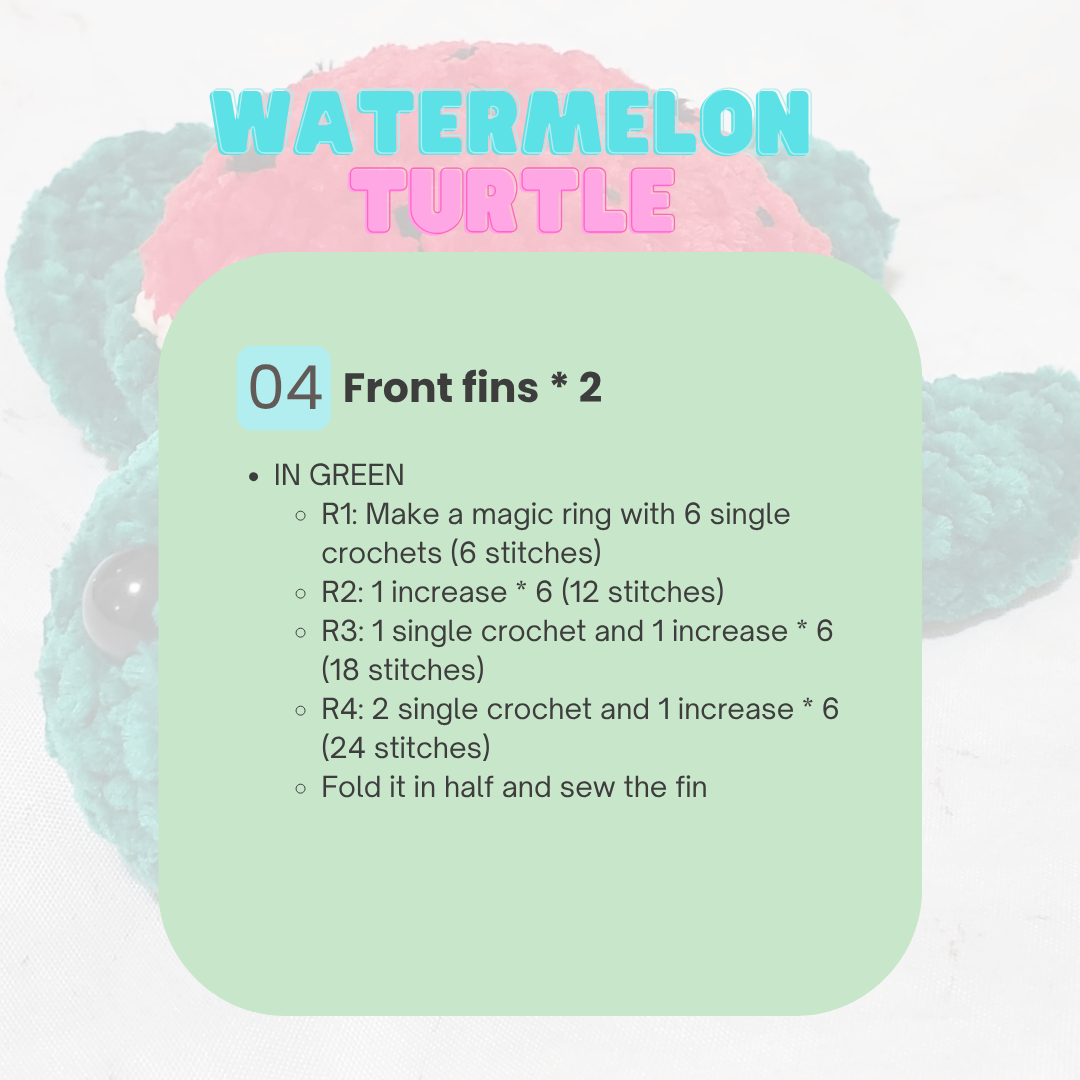 WATERMELON
TURTLE
04 Front fins * 2
• IN GREEN
○ R1: Make a magic ring with 6 single
crochets (6 stitches)
○ R2: 1 increase * 6 (12 stitches)
○ R3: 1 single crochet and 1 increase * 6
(18 stitches)
○ R4: 2 single crochet and 1 increase * 6
(24 stitches)
○ Fold it in half and sew the fin